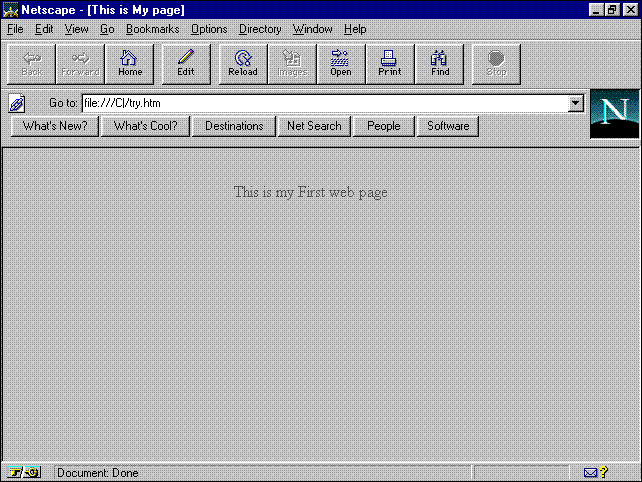 Netscape - [This is My page]
File Edit View Go Bookmarks Options Directory Window Help
Back Forward Home Edit Reload Images Open Print Find Stop
Go to: file:///C|/try.htm
N
What's New? What's Cool? Destinations Net Search People Software
This is my First web page
Document: Done
?